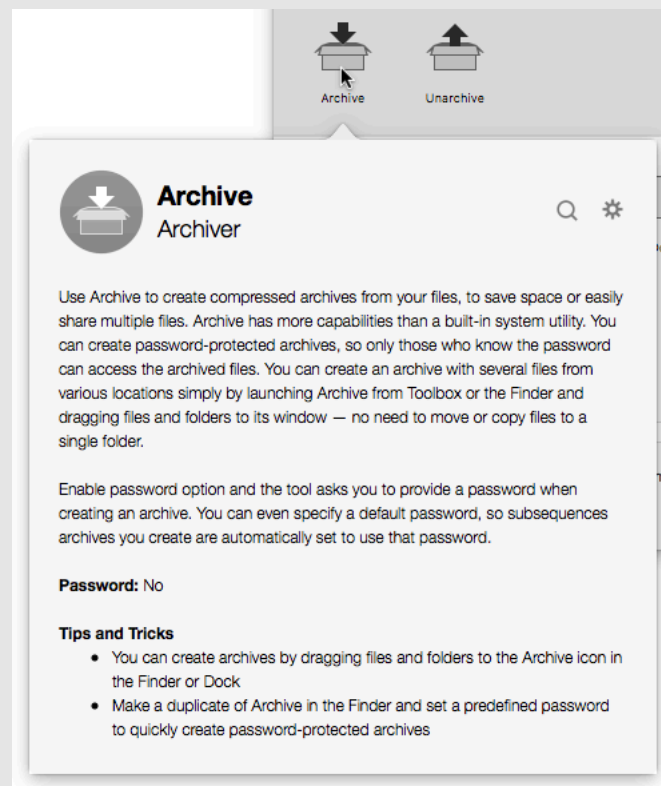 Archive
Unarchive
Archive
Archiver
Use Archive to create compressed archives from your files, to save space or easily
share multiple files. Archive has more capabilities than a built-in system utility. You
can create password-protected archives, so only those who know the password
can access the archived files. You can create an archive with several files from
various locations simply by launching Archive from Toolbox or the Finder and
dragging files and folders to its window — no need to move or copy files to a
single folder.
Enable password option and the tool asks you to provide a password when
creating an archive. You can even specify a default password, so subsequences
archives you create are automatically set to use that password.
Password: No
Tips and Tricks
• You can create archives by dragging files and folders to the Archive icon in
the Finder or Dock
• Make a duplicate of Archive in the Finder and set a predefined password
to quickly create password-protected archives